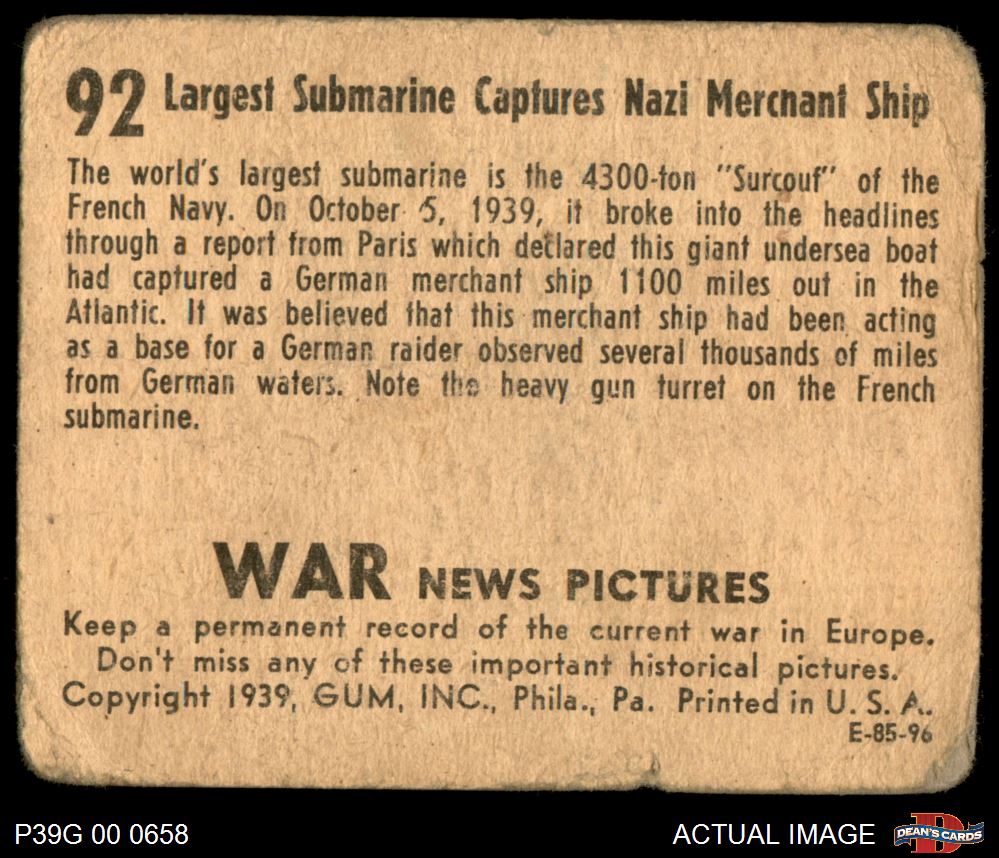 92 Largest Submarine Captures Nazi Merchant Ship
The world's largest submarine is the 4300-ton "Surcouf" of the
French Navy. On October 5, 1939, it broke into the headlines
through a report from Paris which declared this giant undersea boat
had captured a German merchant ship 1100 miles out in the
Atlantic. It was believed that this merchant ship had been acting
as a base for a German raider observed several thousands of miles
from German waters. Note the heavy gun turret on the French
submarine.
WAR NEWS PICTURES
Keep a permanent record of the current war in Europe.
Don't miss any of these important historical pictures.
Copyright 1939, GUM, INC., Phila., Pa. Printed in U. S. A.
E-85-96
P39G 00 0658
ACTUAL IMAGE
DEAN'S CARDS